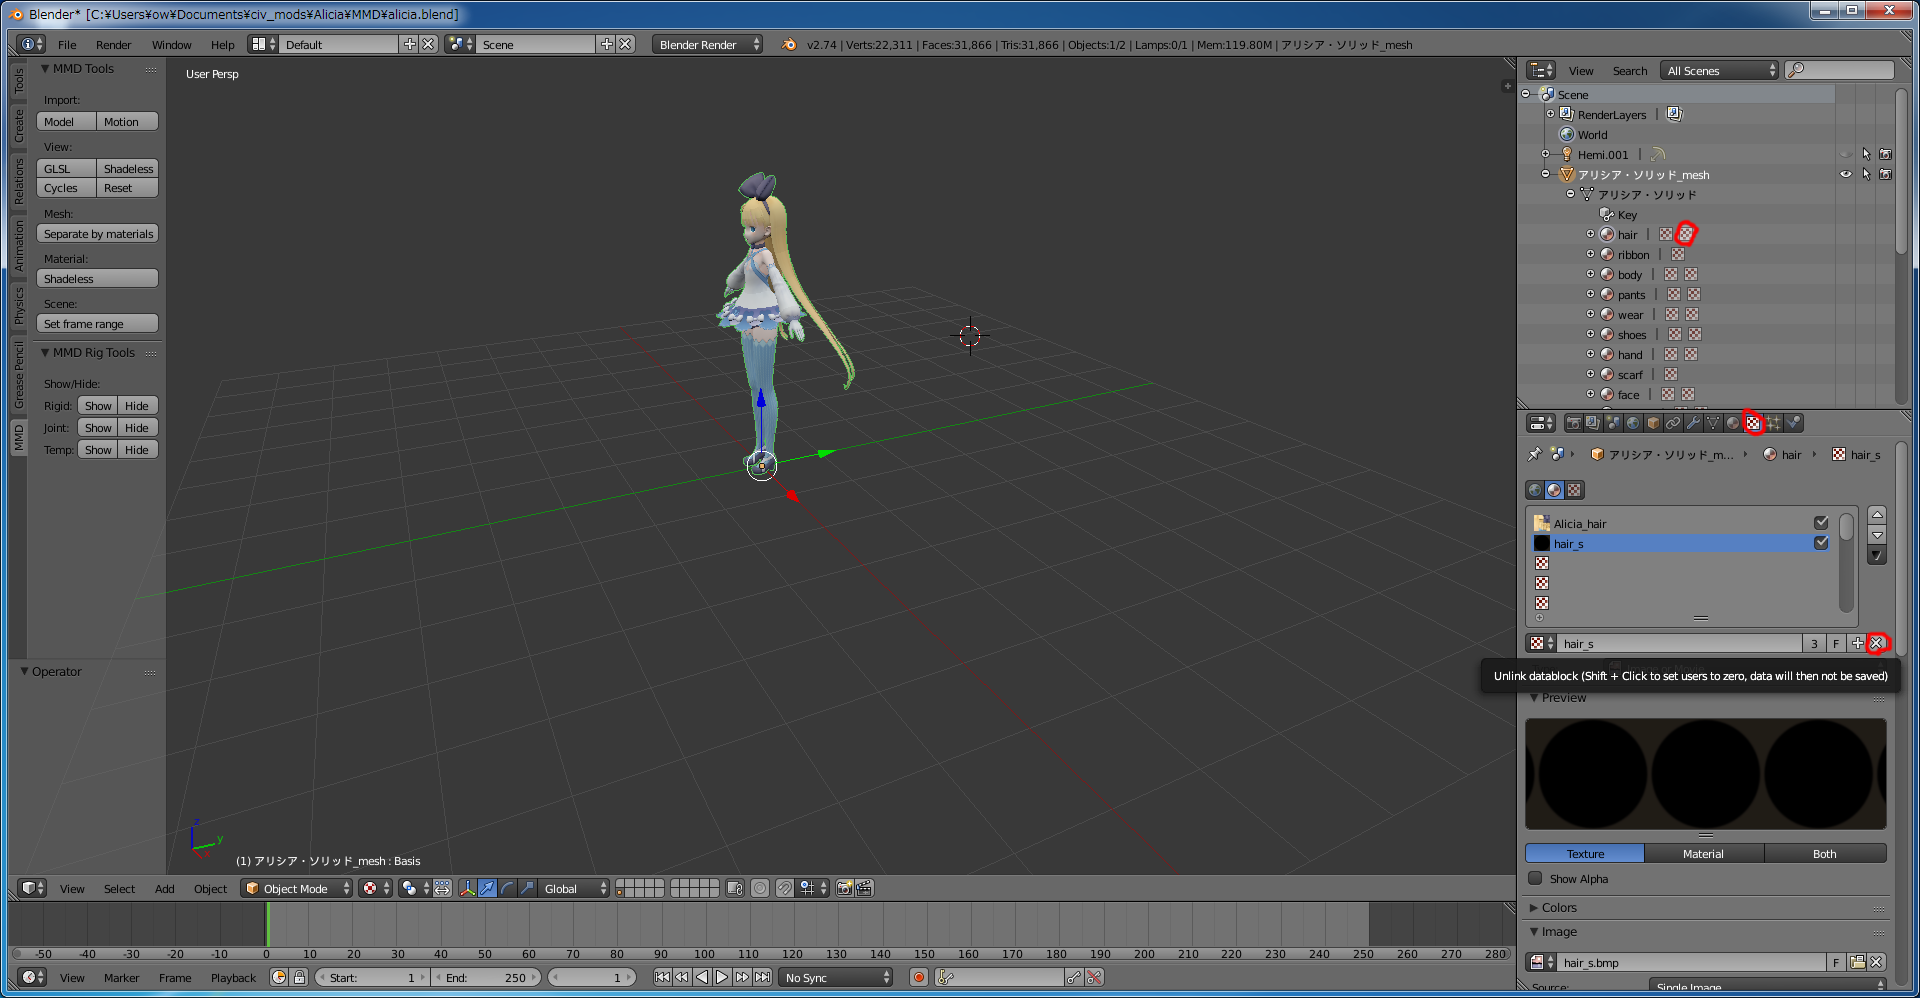 Blender* [C:¥Users¥ow¥Documents¥civ_mods¥Alicia¥MMD¥alicia.blend]
File Render Window Help Default Scene Blender Render v2.74 | Verts:22,311 | Faces:31,866 | Tris:31,866 | Objects:1/2 | Lamps:0/1 | Mem:119.80M | アリシア・ソリッド_mesh
Tools
Create
Relations
Animation
Physics
Grease Pencil
MMD
MMD Tools
Import:
Model Motion
View:
GLSL Shadeless
Cycles Reset
Mesh:
Separate by materials
Material:
Shadeless
Scene:
Set frame range
MMD Rig Tools
Show/Hide:
Rigid: Show Hide
Joint: Show Hide
Temp: Show Hide
Operator
User Persp
z
y
(1) アリシア・ソリッド_mesh : Basis
View Select Add Object Object Mode Global
-50 -40 -30 -20 -10 0 10 20 30 40 50 60 70 80 90 100 110 120 130 140 150 160 170 180 190 200 210 220 230 240 250 260 270 280
View Marker Frame Playback Start: 1 End: 250 1 No Sync
View Search All Scenes
Scene
RenderLayers |
World
Hemi.001 |
アリシア・ソリッド_mesh
アリシア・ソリッド
Key
hair |
ribbon |
body |
pants |
wear |
shoes |
hand |
scarf |
face |
アリシア・ソリッド_m... hair hair_s
Alicia_hair
hair_s
hair_s 3 F
Image or Movie
Unlink datablock (Shift + Click to set users to zero, data will then not be saved)
Preview
Texture Material Both
Show Alpha
Colors
Image
hair_s.bmp F
Source: Single Image